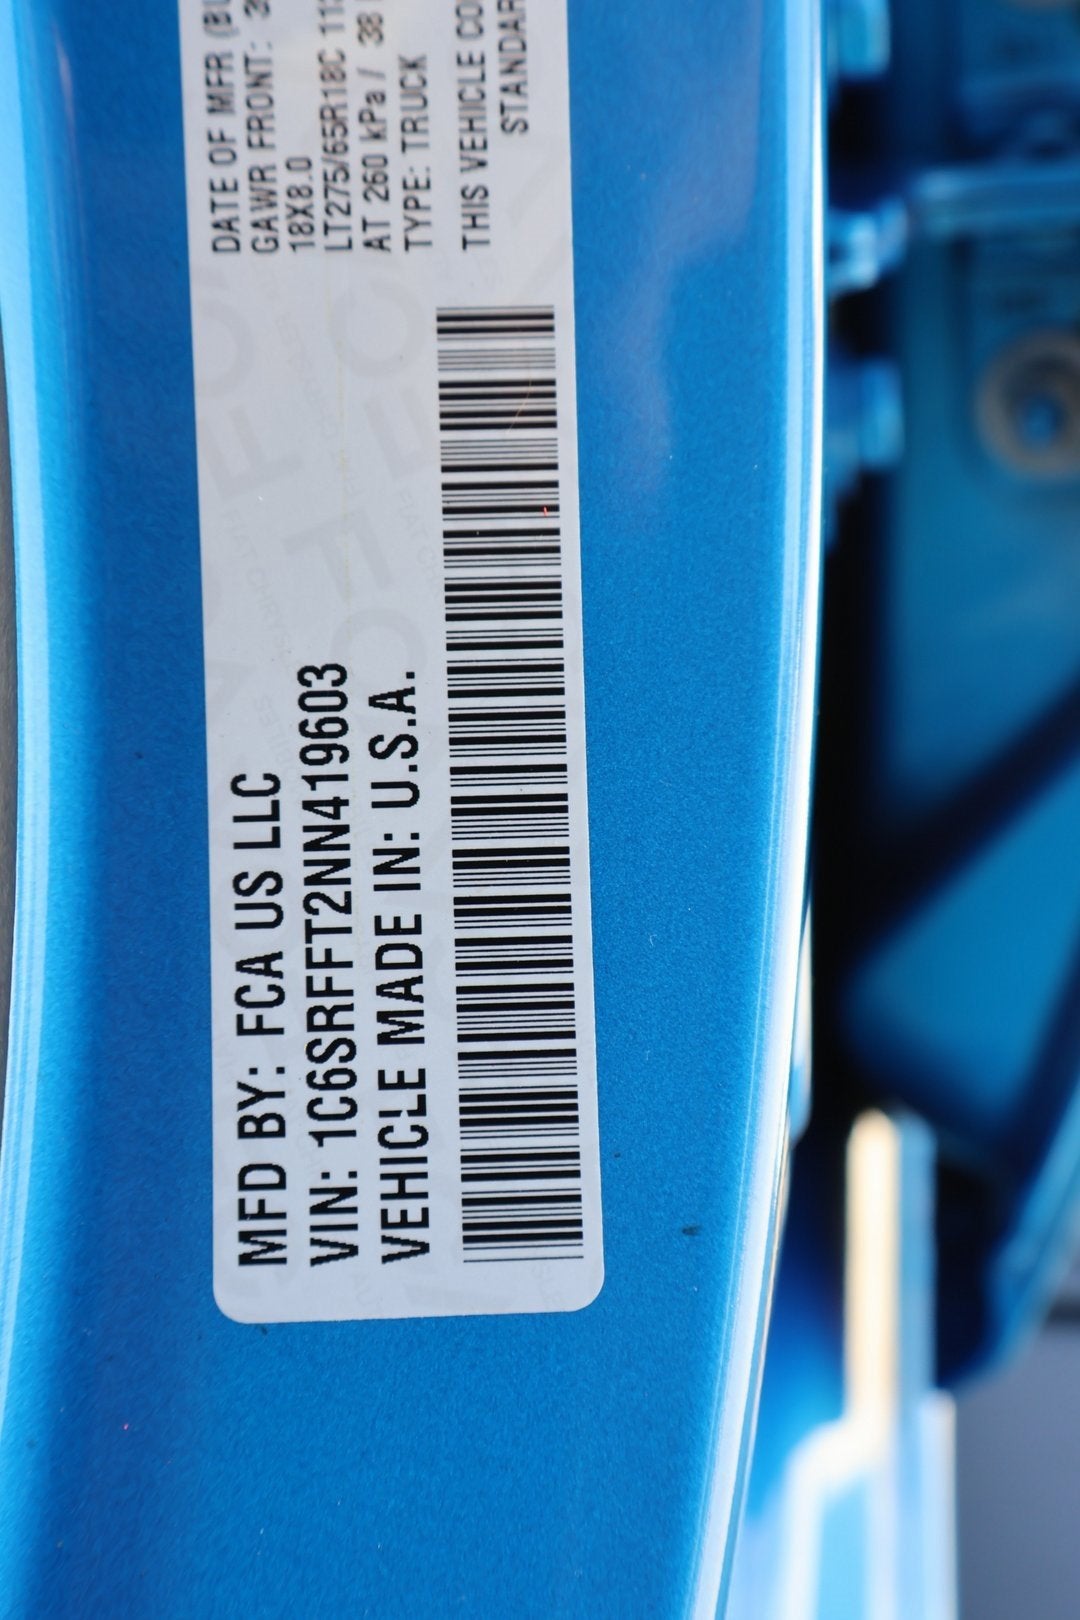 MFD BY: FCA US LLC
VIN: 1C6SRFFT2NN419603
VEHICLE MADE IN: U.S.A.
DATE OF MFR
GAWR FRONT:
18X8.0
LT275/65R18C
AT 260 kPa / 38
TYPE: TRUCK
THIS VEHICLE